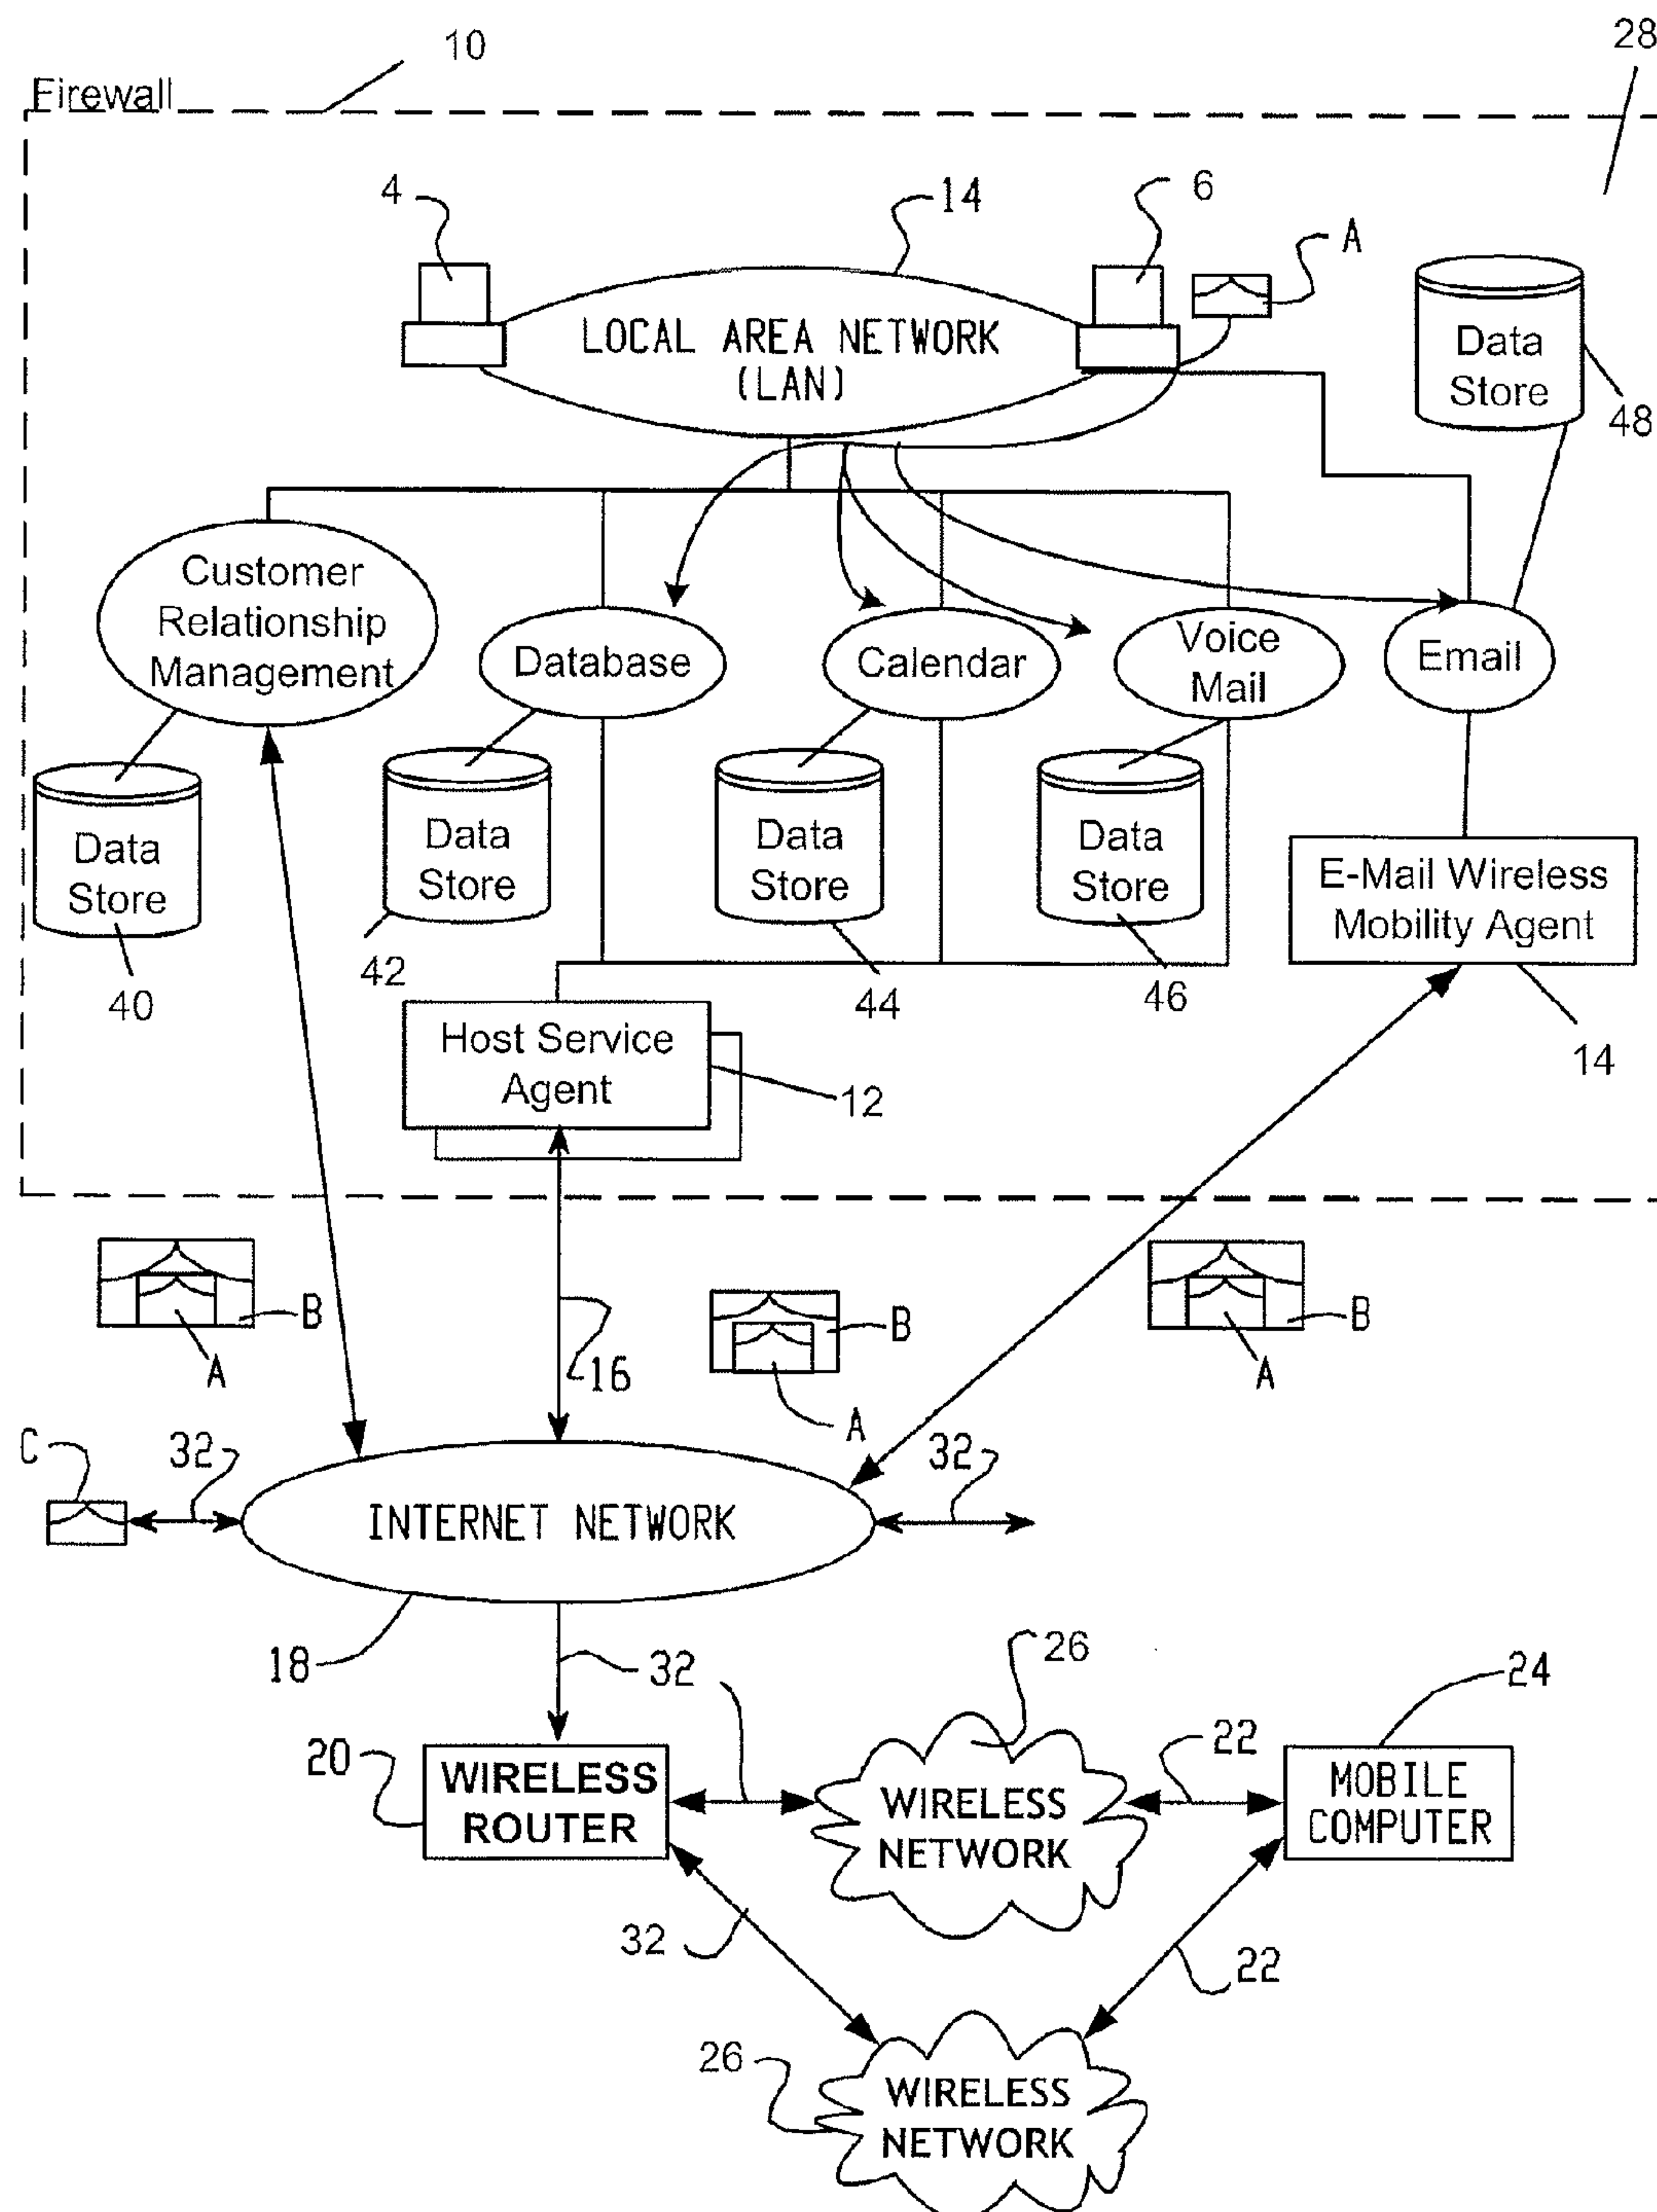 10
28
Firewall
4
14
6
A
LOCAL AREA NETWORK
(LAN)
Data
Store
48
Customer
Relationship
Management
Database
Calendar
Voice
Mail
Email
Data
Store
40
Data
Store
42
Data
Store
44
Data
Store
46
E-Mail Wireless
Mobility Agent
14
Host Service
Agent
12
B
A
16
B
A
B
A
C
32
32
INTERNET NETWORK
18
32
26
24
20
WIRELESS
ROUTER
WIRELESS
NETWORK
22
MOBILE
COMPUTER
32
22
26
WIRELESS
NETWORK